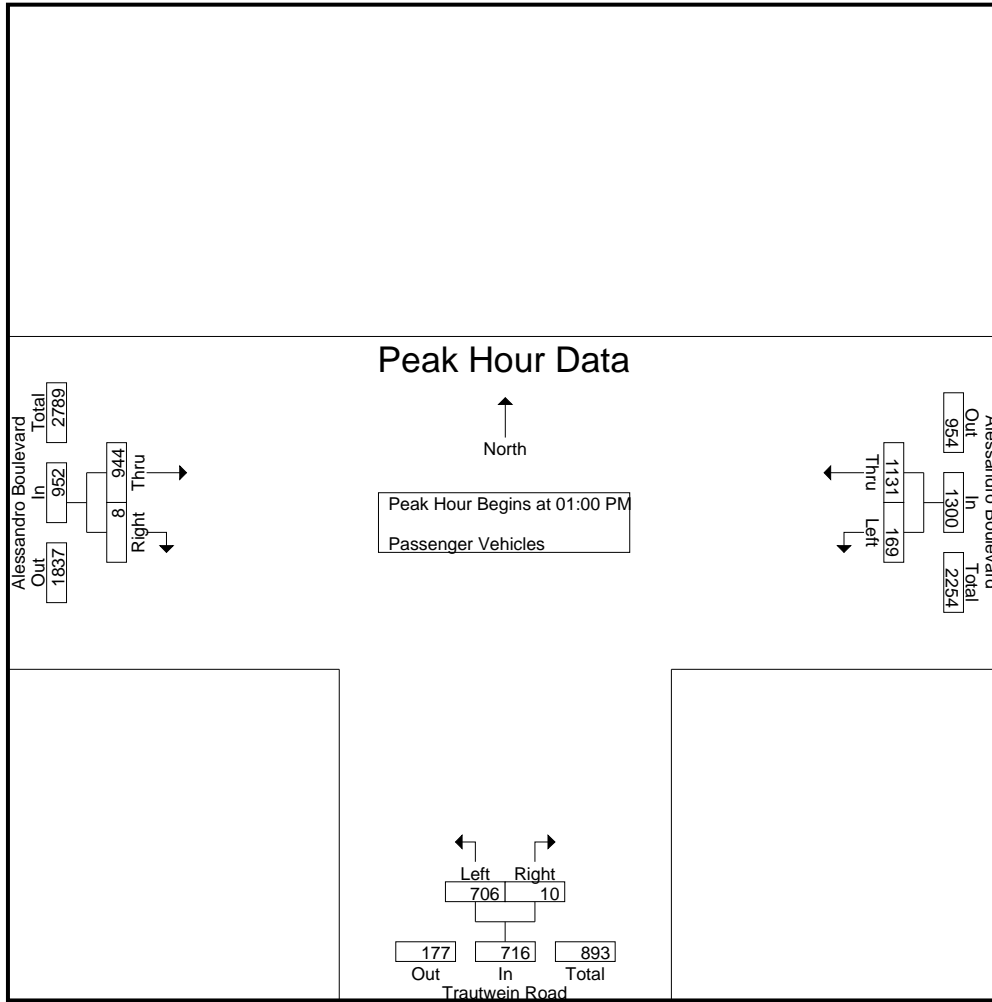 Peak Hour Data
North
Peak Hour Begins at 01:00 PM
Passenger Vehicles
Alessandro Boulevard
Total
2789
In
952
Out
1837
944
Thru
8
Right
Alessandro Boulevard
Out
954
In
1300
Total
2254
1131
Thru
169
Left
Left Right
706 10
177 716 893
Out In Total
Trautwein Road